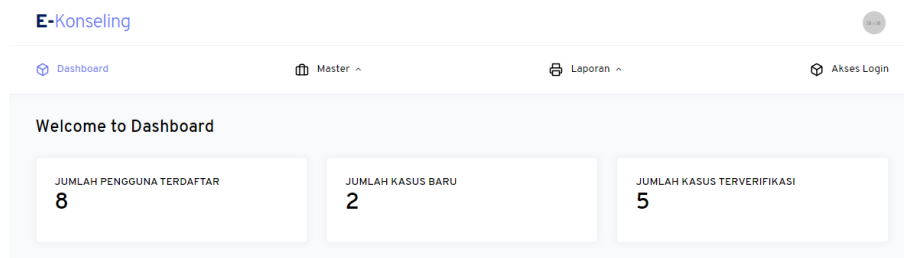 E-Konseling
Dashboard
Master
Laporan
Akses Login
Welcome to Dashboard
JUMLAH PENGGUNA TERDAFTAR
8
JUMLAH KASUS BARU
2
JUMLAH KASUS TERVERIFIKASI
5